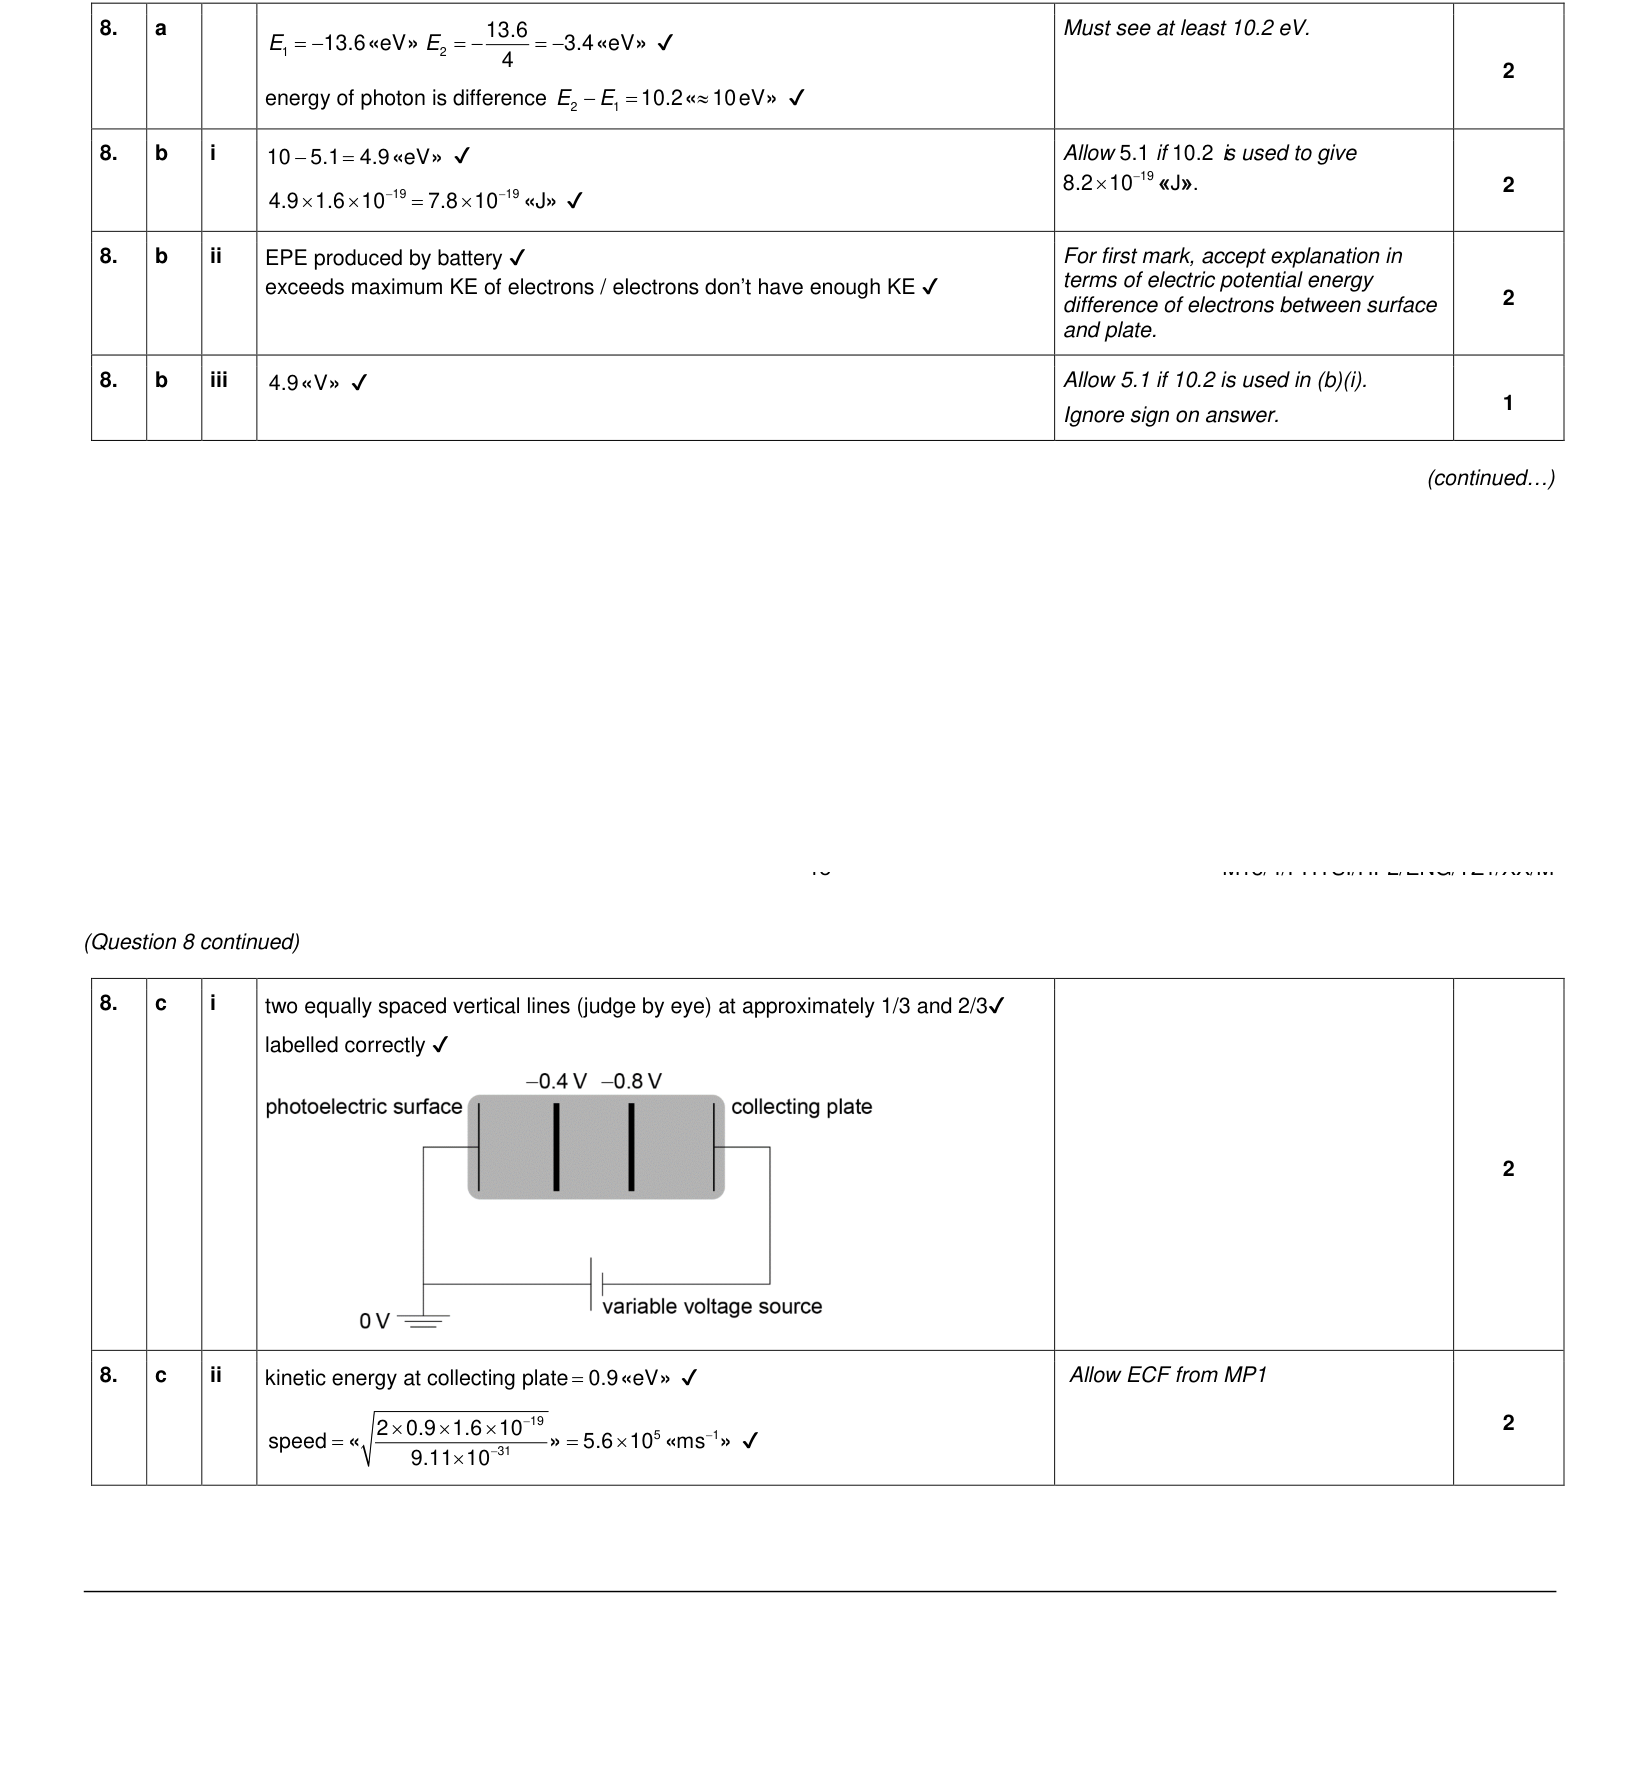 8. a E₁ = −13.6 «eV» E₂ = −13.6/4 = −3.4 «eV» ✓ Must see at least 10.2 eV.
2
energy of photon is difference E₂ − E₁ = 10.2 «≈ 10 eV» ✓
8. b i 10 − 5.1 = 4.9 «eV» ✓ Allow 5.1 if 10.2 is used to give
8.2×10⁻¹⁹ «J».
2
4.9×1.6×10⁻¹⁹ = 7.8×10⁻¹⁹ «J» ✓
8. b ii EPE produced by battery ✓
exceeds maximum KE of electrons / electrons don't have enough KE ✓
For first mark, accept explanation in
terms of electric potential energy
difference of electrons between surface
and plate.
2
8. b iii 4.9 «V» ✓ Allow 5.1 if 10.2 is used in (b)(i).
Ignore sign on answer.
1
(continued…)
(Question 8 continued)
8. c i two equally spaced vertical lines (judge by eye) at approximately 1/3 and 2/3✓
labelled correctly ✓
−0.4 V −0.8 V
photoelectric surface collecting plate
2
variable voltage source
0 V
8. c ii kinetic energy at collecting plate = 0.9 «eV» ✓ Allow ECF from MP1
speed = «√(2×0.9×1.6×10⁻¹⁹/9.11×10⁻³¹)» = 5.6×10⁵ «ms⁻¹» ✓
2